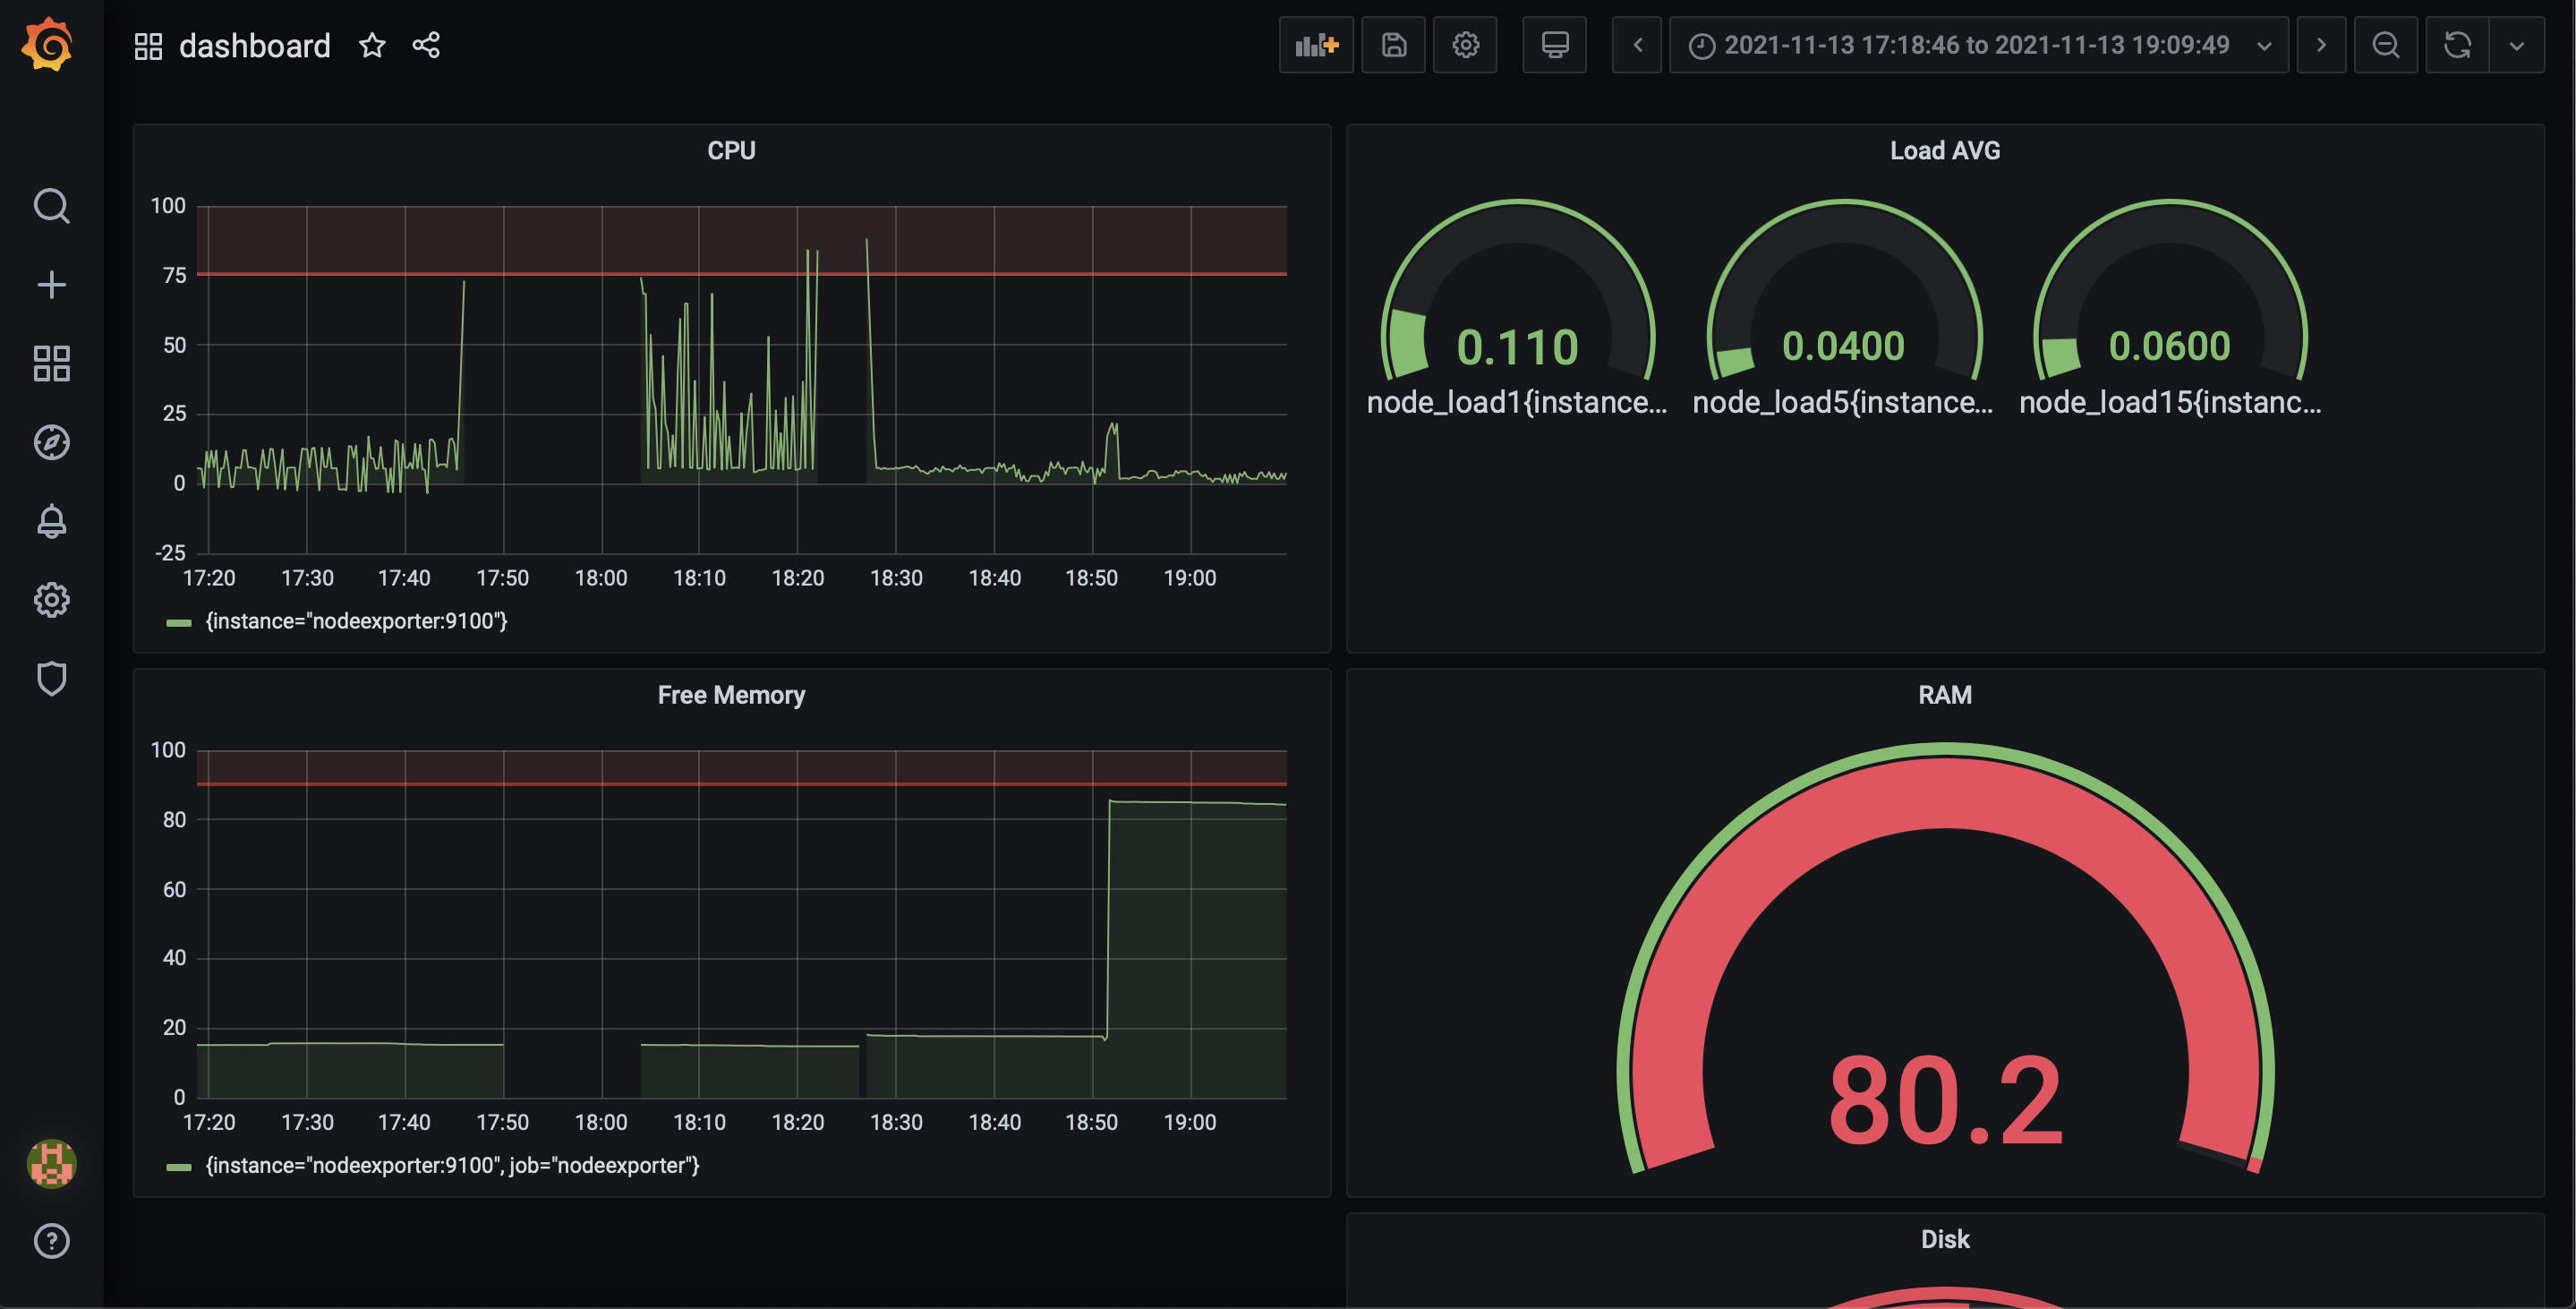 dashboard
2021-11-13 17:18:46 to 2021-11-13 19:09:49
CPU
100
75
50
25
0
-25
17:20 17:30 17:40 17:50 18:00 18:10 18:20 18:30 18:40 18:50 19:00
{instance="nodeexporter:9100"}
Load AVG
0.110 0.0400 0.0600
node_load1{instance... node_load5{instance... node_load15{instanc...
Free Memory
100
80
60
40
20
0
17:20 17:30 17:40 17:50 18:00 18:10 18:20 18:30 18:40 18:50 19:00
{instance="nodeexporter:9100", job="nodeexporter"}
RAM
80.2
Disk